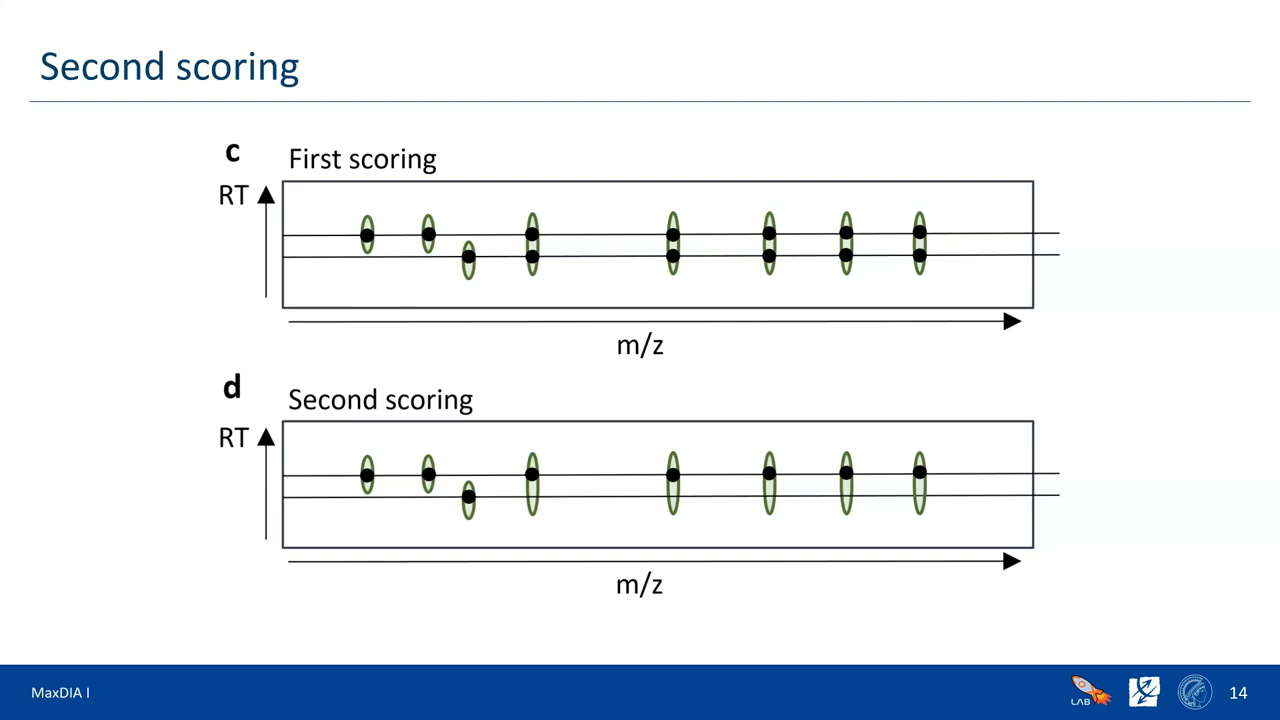 Second scoring
c
First scoring
RT
m/z
d
Second scoring
RT
m/z
MaxDIA I
LAB
14